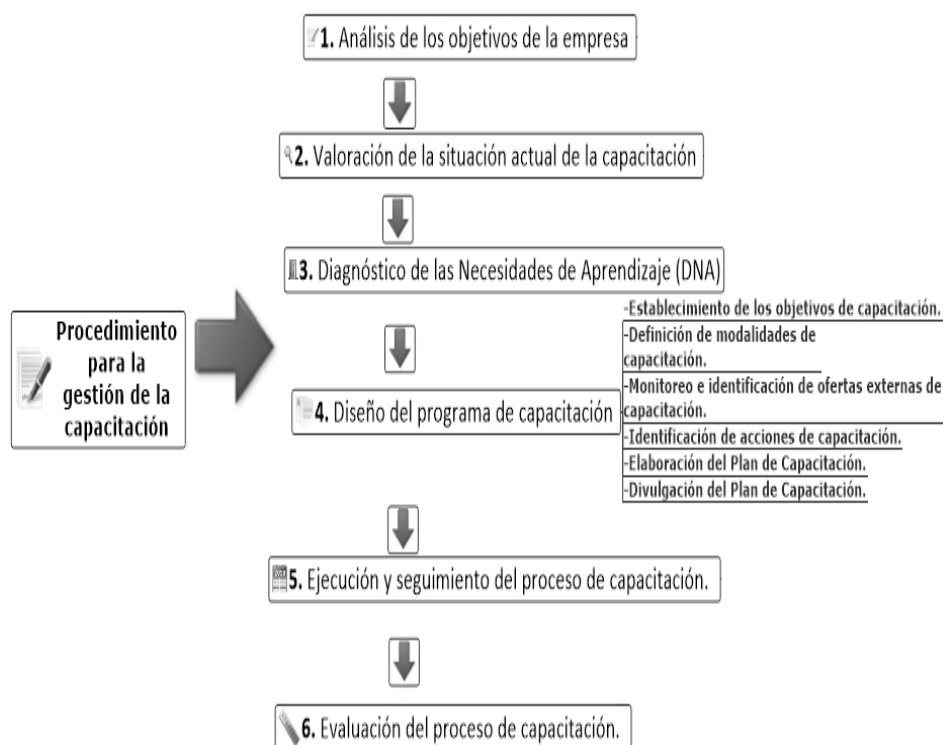 1. Análisis de los objetivos de la empresa
2. Valoración de la situación actual de la capacitación
3. Diagnóstico de las Necesidades de Aprendizaje (DNA)
Procedimiento
para la
gestión de la
capacitación
4. Diseño del programa de capacitación
-Establecimiento de los objetivos de capacitación.
-Definición de modalidades de
capacitación.
-Monitoreo e identificación de ofertas externas de
capacitación.
-Identificación de acciones de capacitación.
-Elaboración del Plan de Capacitación.
-Divulgación del Plan de Capacitación.
5. Ejecución y seguimiento del proceso de capacitación.
6. Evaluación del proceso de capacitación.